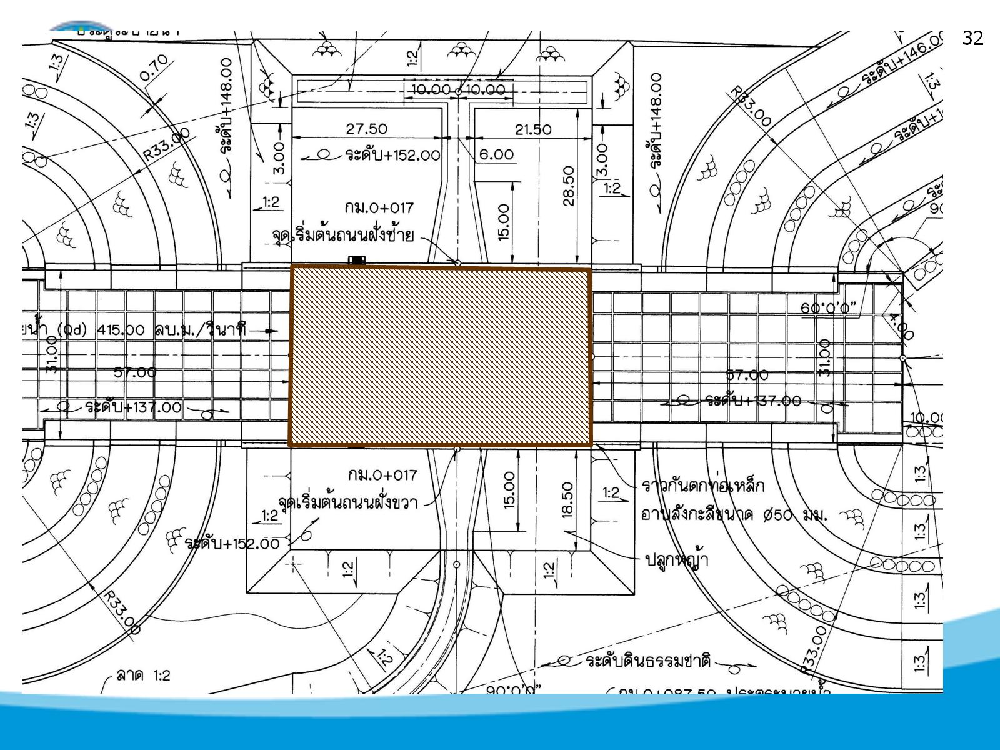 32
1:3
0.70
ระดับ+148.00
1:2
10.00 10.00
ระดับ+148.00
R33.00
ระดับ+146.00
1:3
1:3
R33.00
3.00
27.50
21.50
ระดับ+152.00
6.00
3.00
28.50
1:2
1:2
กม.0+017
15.00
จุดเริ่มต้นถนนฝั่งซ้าย
60°0'0"
4.00
(Qd) 415.00 ลบ.ม./วินาที
31.00
31.00
57.00
57.00
ระดับ+137.00
ระดับ+137.00
กม.0+017
จุดเริ่มต้นถนนฝั่งขวา
15.00
18.50
1:2
1:2
ราวกันตกท่อเหล็ก
อาบสังกะสีขนาด Ø50 มม.
1:3
1:3
ระดับ+152.00
ปลูกหญ้า
1:2
1:2
R33.00
1:3
1:2
R33.00
1:3
ระดับดินธรรมชาติ
ลาด 1:2
90°0'0"